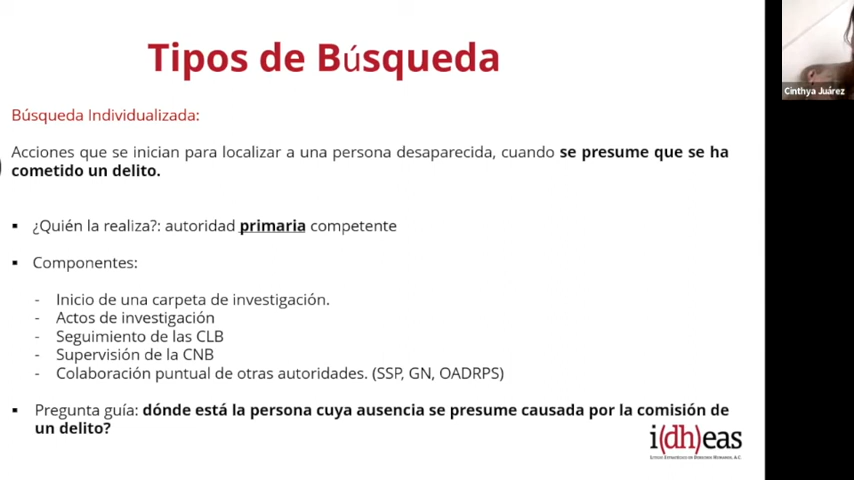 Tipos de Búsqueda
Cinthya Juárez
Búsqueda Individualizada:
Acciones que se inician para localizar a una persona desaparecida, cuando se presume que se ha
cometido un delito.
▪ ¿Quién la realiza?: autoridad primaria competente
▪ Componentes:
- Inicio de una carpeta de investigación.
- Actos de investigación
- Seguimiento de las CLB
- Supervisión de la CNB
- Colaboración puntual de otras autoridades. (SSP, GN, OADRPS)
▪ Pregunta guía: dónde está la persona cuya ausencia se presume causada por la comisión de
un delito?
i(dh)eas
Litigio Estratégico en Derechos Humanos, A.C.